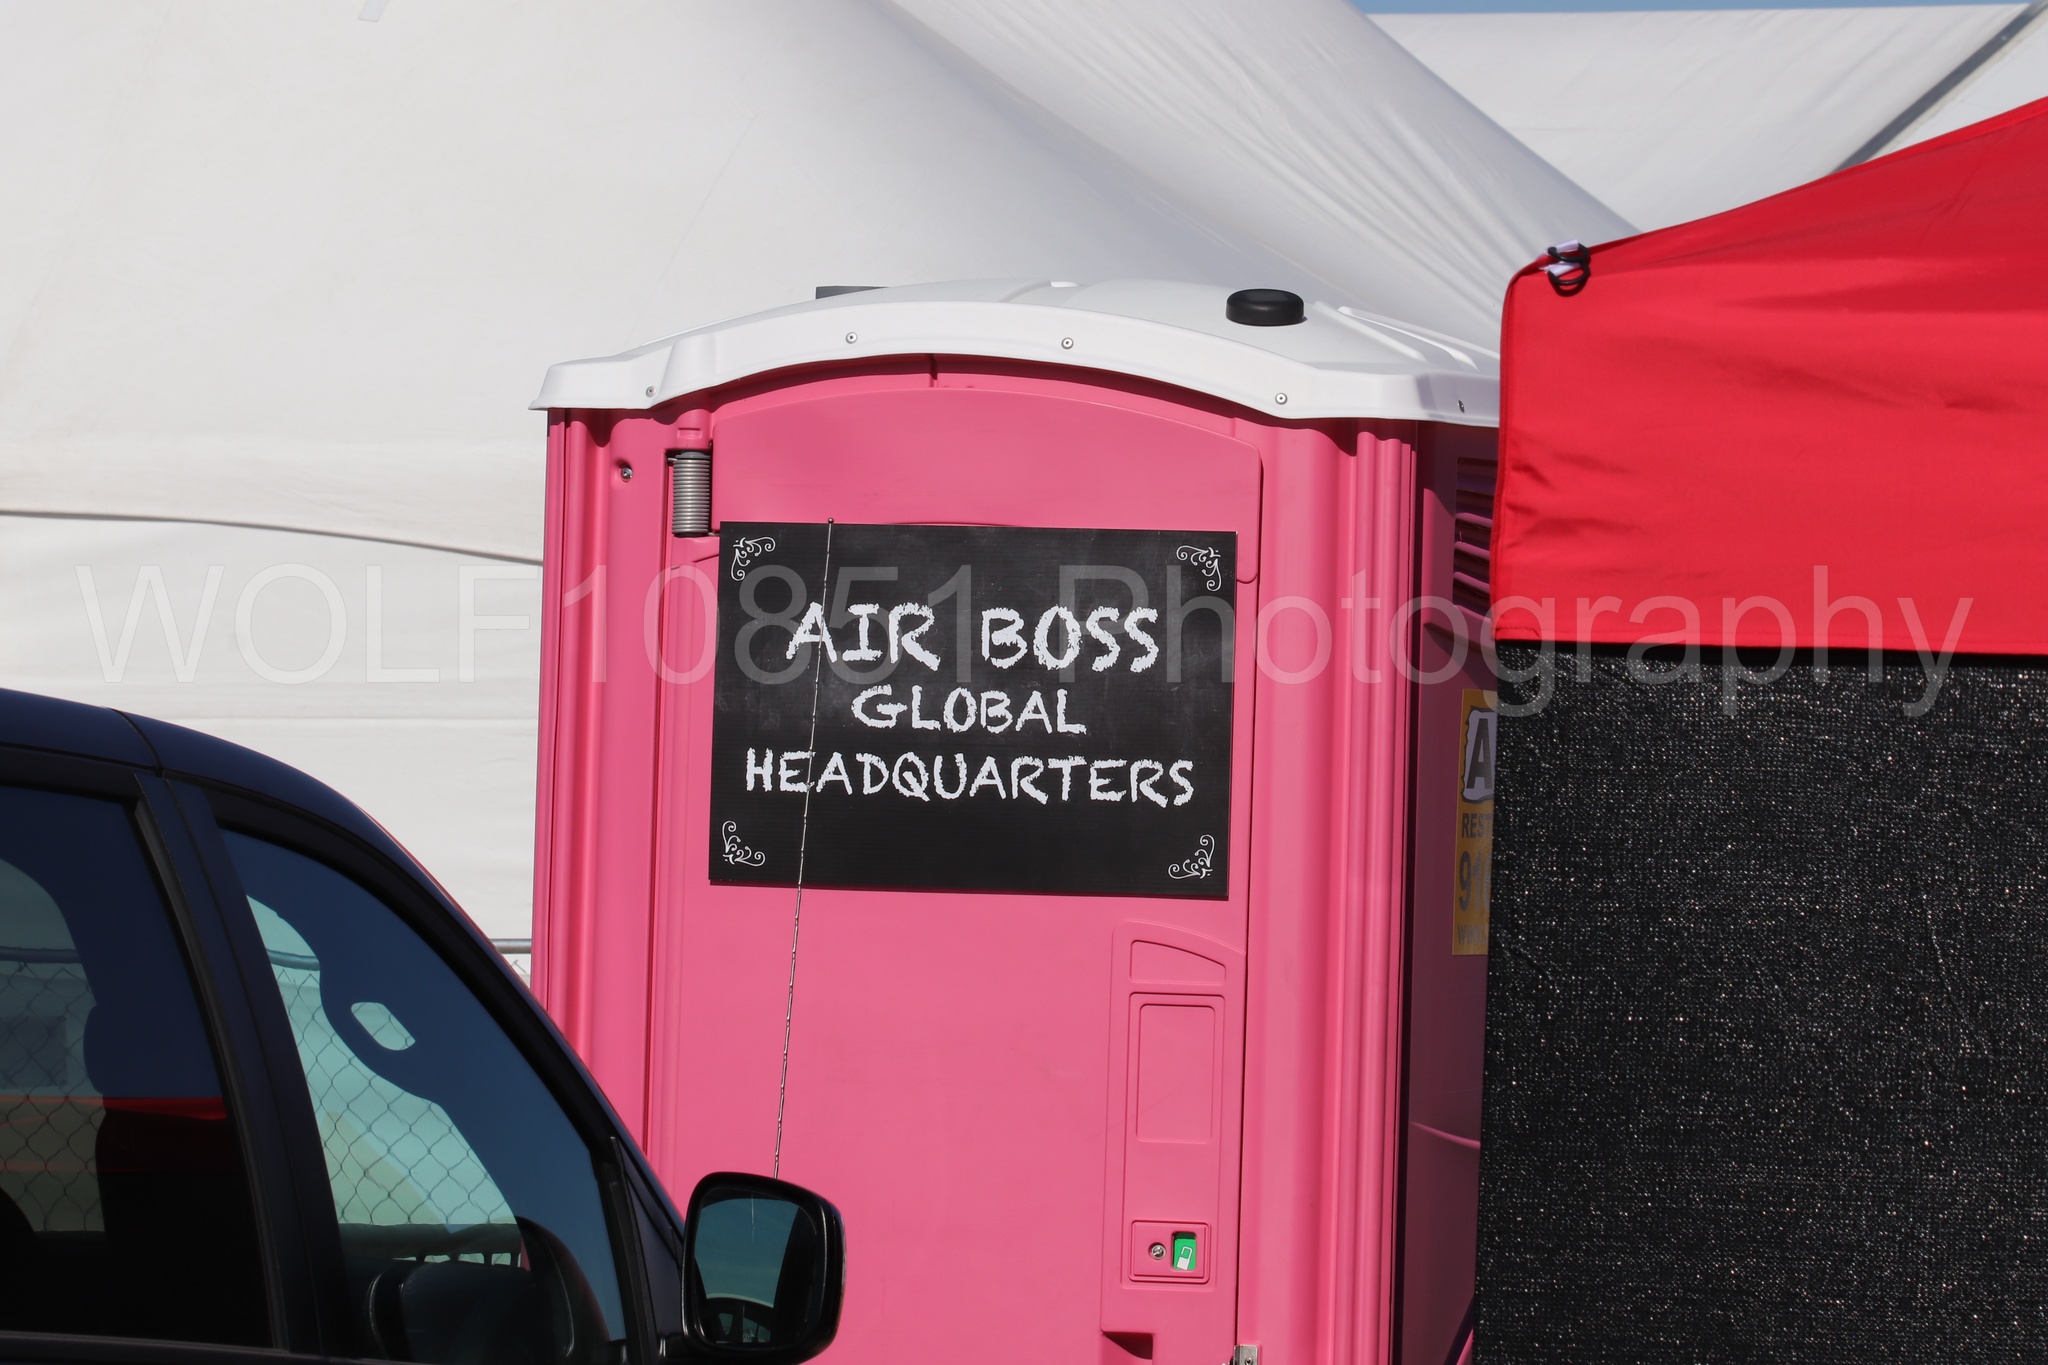 AIR BOSS
GLOBAL
HEADQUARTERS
WOLF10851 Photography